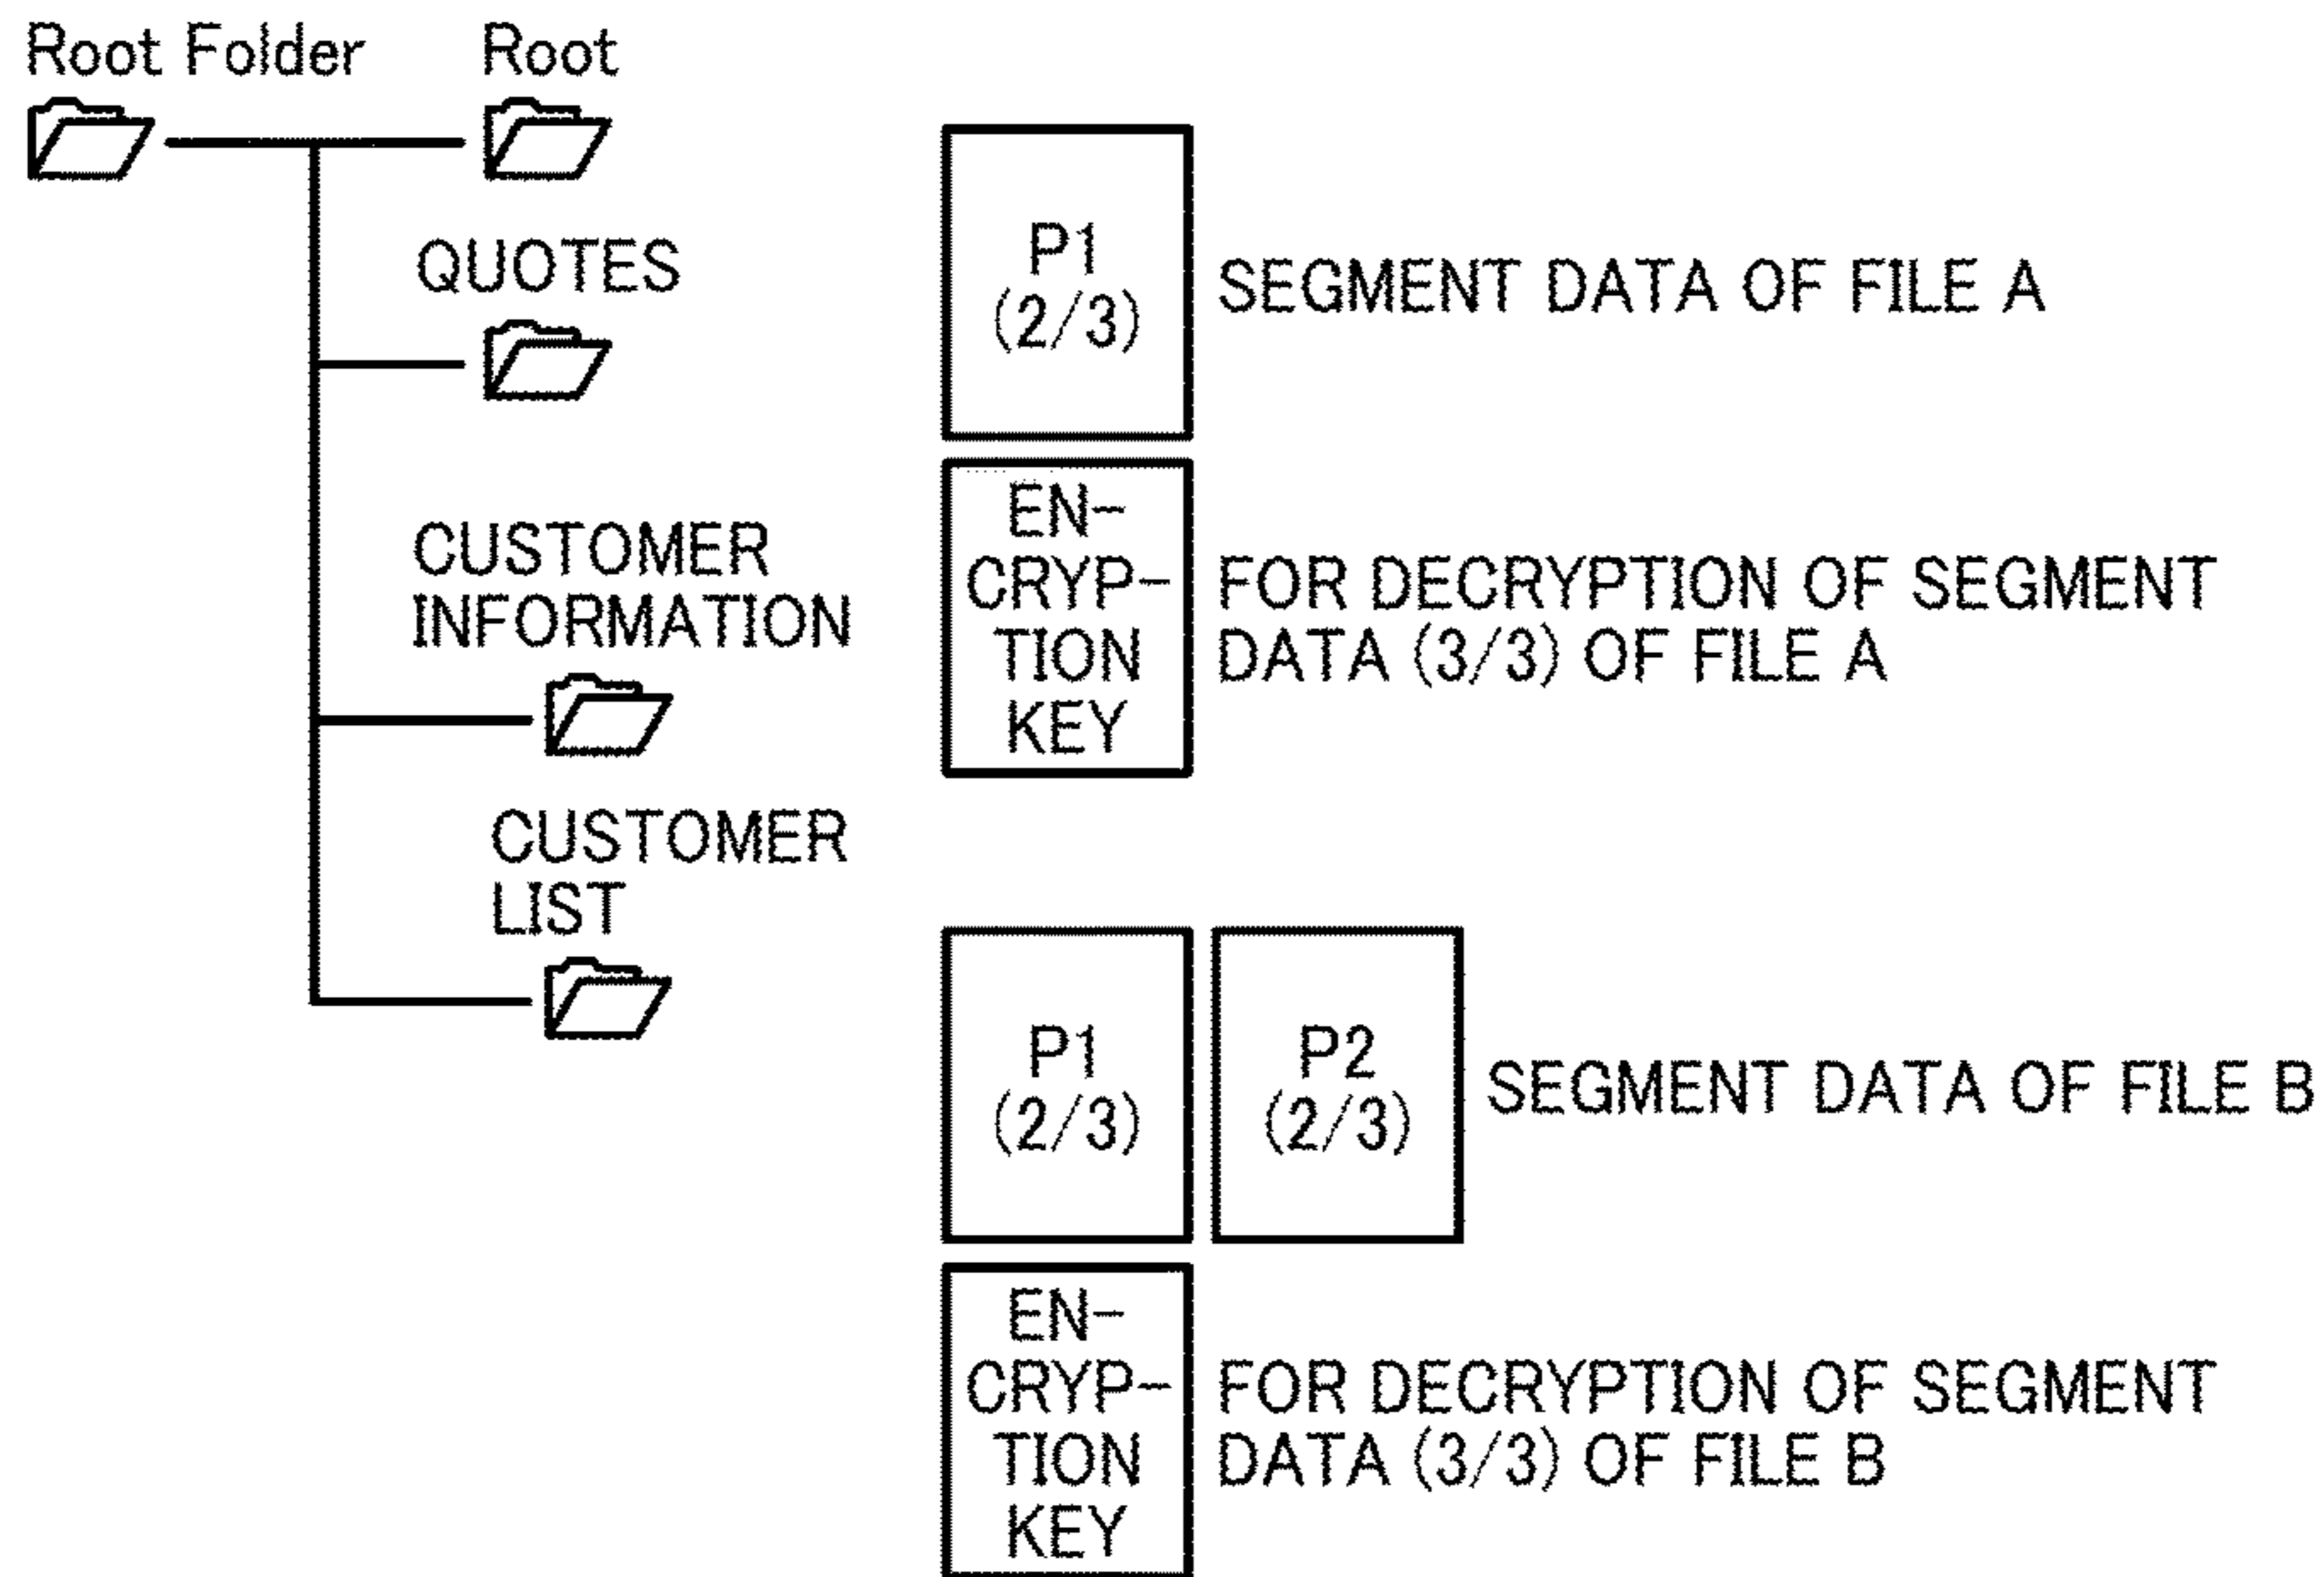 Root Folder
Root
QUOTES
CUSTOMER
INFORMATION
CUSTOMER
LIST
P1
(2/3)
SEGMENT DATA OF FILE A
EN-
CRYP-
TION
KEY
FOR DECRYPTION OF SEGMENT
DATA (3/3) OF FILE A
P1
(2/3)
P2
(2/3)
SEGMENT DATA OF FILE B
EN-
CRYP-
TION
KEY
FOR DECRYPTION OF SEGMENT
DATA (3/3) OF FILE B